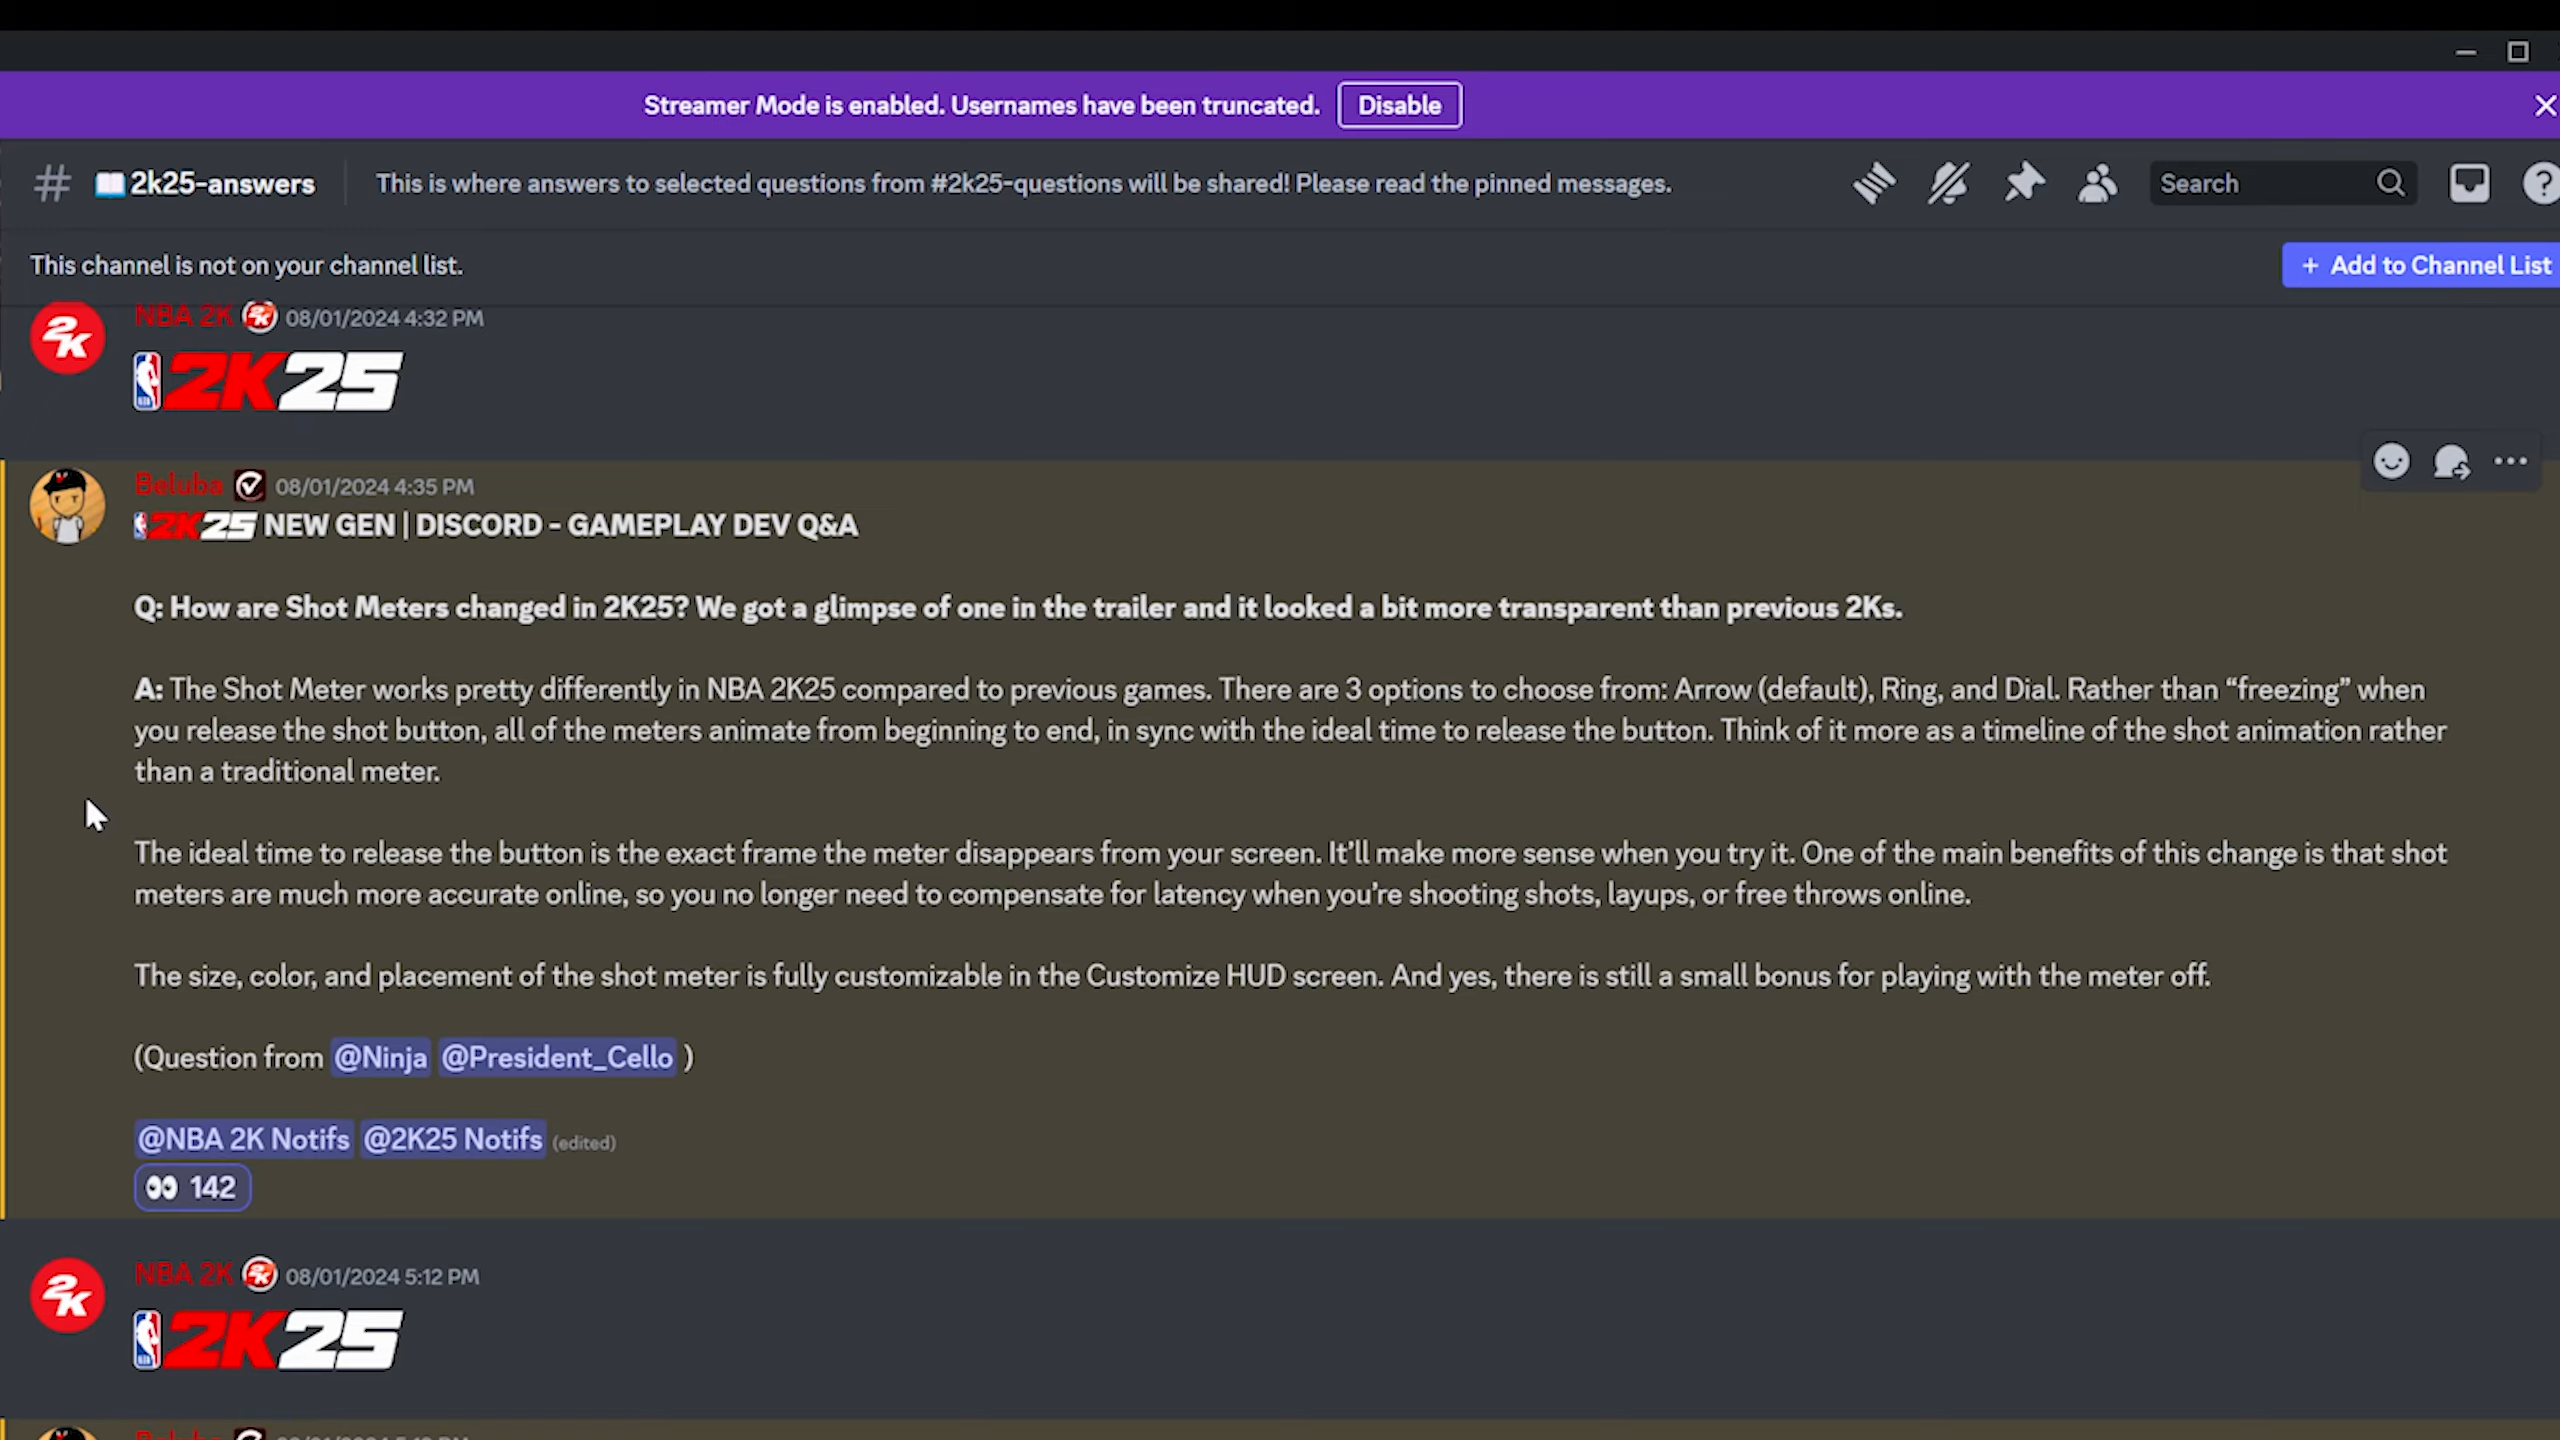 Streamer Mode is enabled. Usernames have been truncated. Disable
2k25-answers This is where answers to selected questions from #2k25-questions will be shared! Please read the pinned messages. Search
This channel is not on your channel list. + Add to Channel List
NBA 2K 08/01/2024 4:32 PM
2K25
Beluba 08/01/2024 4:35 PM
2K25 NEW GEN | DISCORD - GAMEPLAY DEV Q&A
Q: How are Shot Meters changed in 2K25? We got a glimpse of one in the trailer and it looked a bit more transparent than previous 2Ks.
A: The Shot Meter works pretty differently in NBA 2K25 compared to previous games. There are 3 options to choose from: Arrow (default), Ring, and Dial. Rather than “freezing” when
you release the shot button, all of the meters animate from beginning to end, in sync with the ideal time to release the button. Think of it more as a timeline of the shot animation rather
than a traditional meter.
The ideal time to release the button is the exact frame the meter disappears from your screen. It’ll make more sense when you try it. One of the main benefits of this change is that shot
meters are much more accurate online, so you no longer need to compensate for latency when you’re shooting shots, layups, or free throws online.
The size, color, and placement of the shot meter is fully customizable in the Customize HUD screen. And yes, there is still a small bonus for playing with the meter off.
(Question from @Ninja @President_Cello )
@NBA 2K Notifs @2K25 Notifs (edited)
142
NBA 2K 08/01/2024 5:12 PM
2K25
Beluba